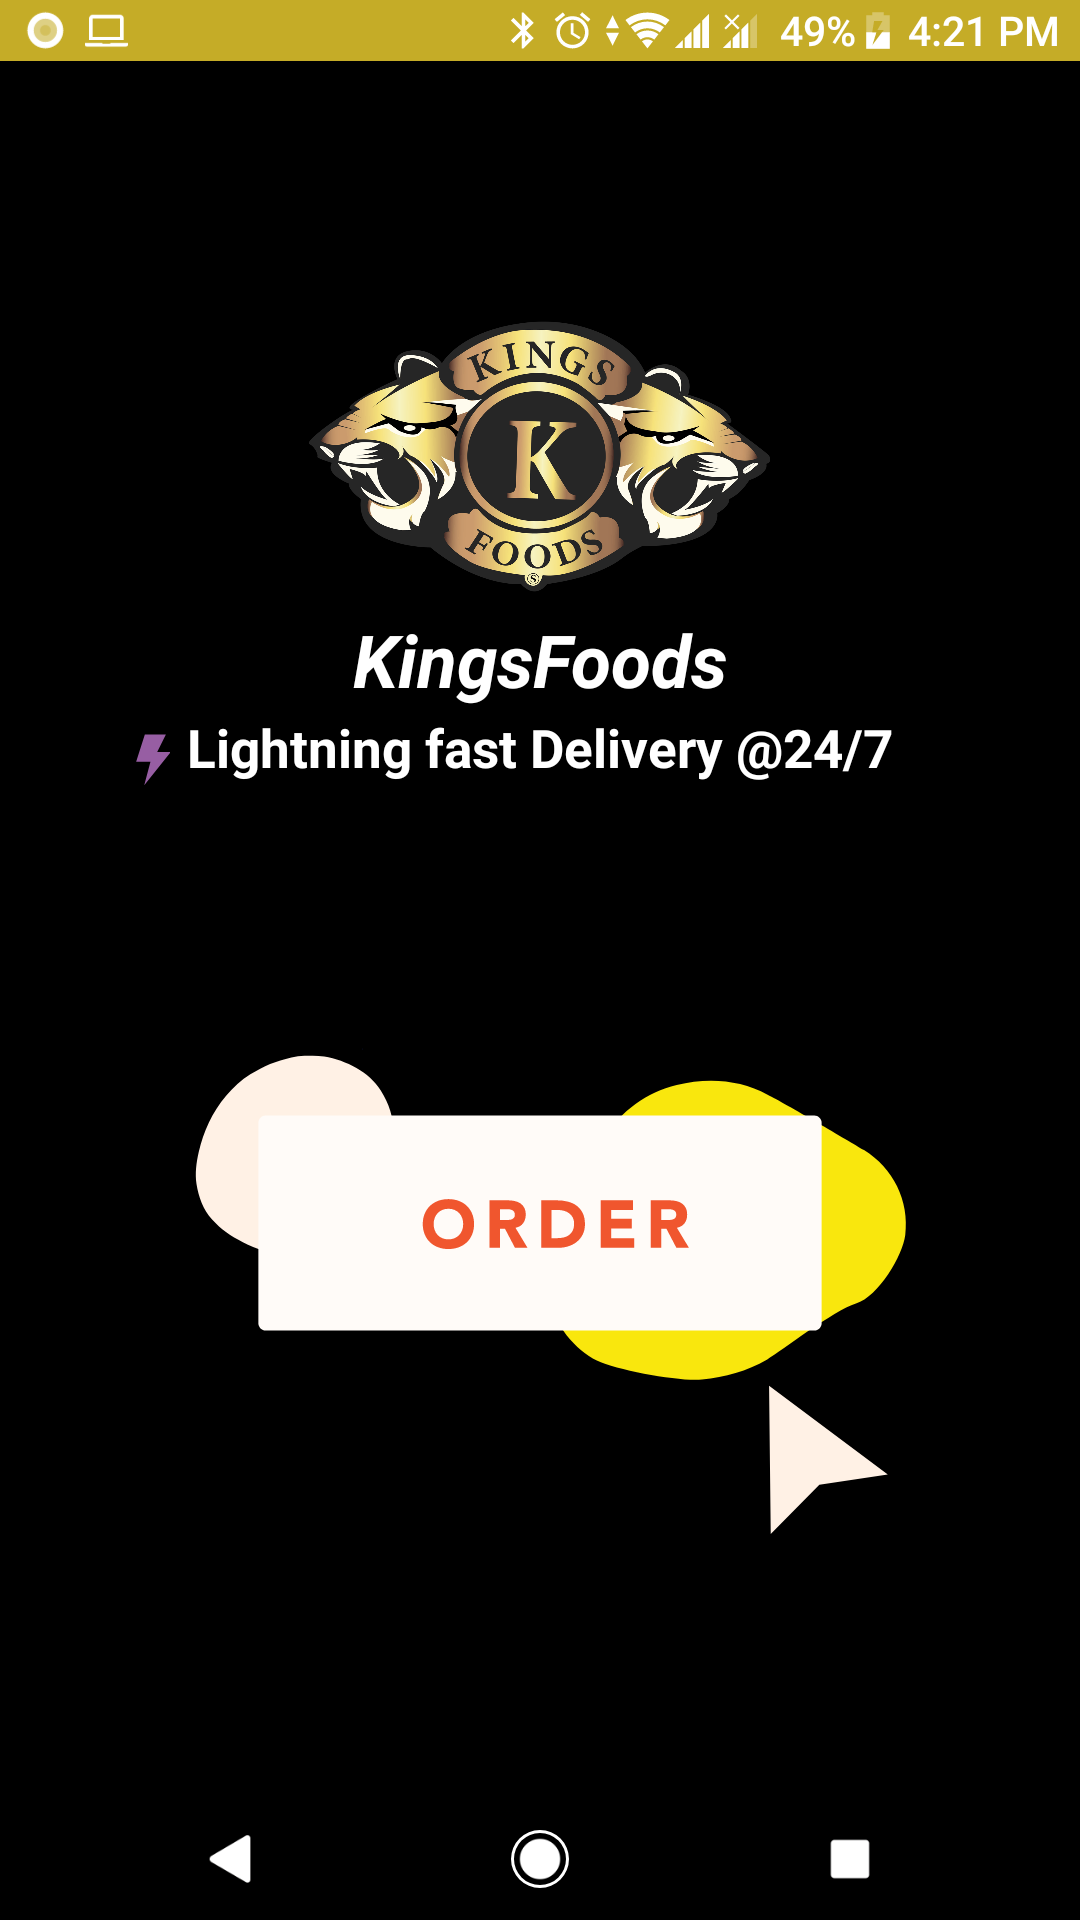 49% 4:21 PM
KINGS
K
FOODS
S
KingsFoods
Lightning fast Delivery @24/7
ORDER